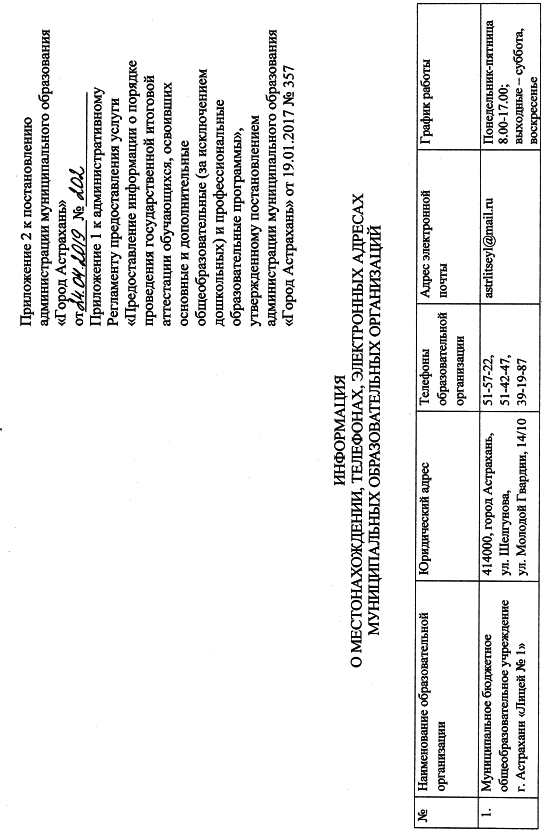 Приложение 2 к постановлению
администрации муниципального образования
«Город Астрахань»
от 24.04.2019 № 202
Приложение 1 к административному
Регламенту предоставления услуги
«Предоставление информации о порядке
проведения государственной итоговой
аттестации обучающихся, освоивших
основные и дополнительные
общеобразовательные (за исключением
дошкольных) и профессиональные
образовательные программы»,
утвержденному постановлением
администрации муниципального образования
«Город Астрахань» от 19.01.2017 № 357
ИНФОРМАЦИЯ
О МЕСТОНАХОЖДЕНИИ, ТЕЛЕФОНАХ, ЭЛЕКТРОННЫХ АДРЕСАХ
МУНИЦИПАЛЬНЫХ ОБРАЗОВАТЕЛЬНЫХ ОРГАНИЗАЦИЙ
№
Наименование образовательной
организации
Юридический адрес
Телефоны
образовательной
организации
Адрес электронной
почты
График работы
1.
Муниципальное бюджетное
общеобразовательное учреждение
г. Астрахани «Лицей № 1»
414000, город Астрахань,
ул. Шелгунова,
ул. Молодой Гвардии, 14/10
51-57-22,
51-42-47,
39-19-87
astrlitsey1@mail.ru
Понедельник-пятница
8.00-17.00;
выходные – суббота,
воскресенье